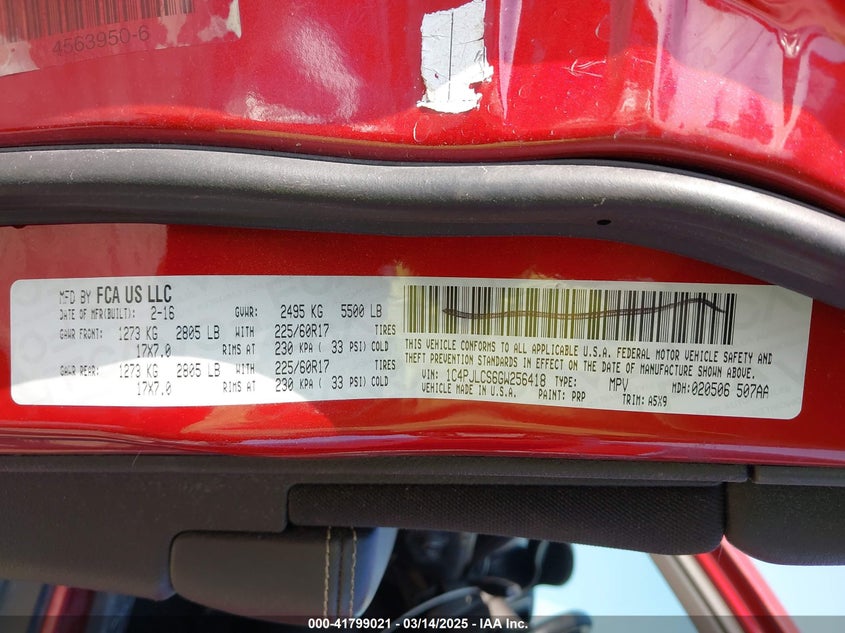 4563950-6
MFD BY FCA US LLC
DATE OF MFR(BUILT): 2-16 GVWR: 2495 KG 5500 LB
GAWR FRONT: 1273 KG 2805 LB WITH 225/60R17 TIRES
17X7.0 RIMS AT 230 KPA ( 33 PSI) COLD
GAWR REAR: 1273 KG 2805 LB WITH 225/60R17 TIRES
17X7.0 RIMS AT 230 KPA ( 33 PSI) COLD
THIS VEHICLE CONFORMS TO ALL APPLICABLE U.S.A. FEDERAL MOTOR VEHICLE SAFETY AND
THEFT PREVENTION STANDARDS IN EFFECT ON THE DATE OF MANUFACTURE SHOWN ABOVE.
VIN: 1C4PJLCS6GW256418 TYPE: MPV MDH: 020506 507AA
VEHICLE MADE IN U.S.A. PAINT: PRP TRIM: A5X9
000-41799021 / 03/14/2025 - IAA Inc.